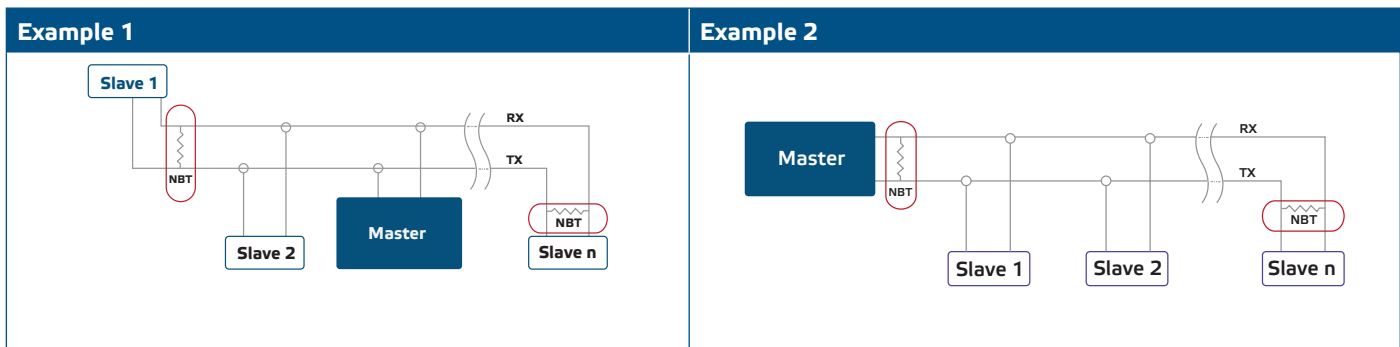 Example 1
Slave 1
RX
TX
NBT
NBT
Master
Slave 2
Slave n
Example 2
Master
RX
TX
NBT
NBT
Slave 1
Slave 2
Slave n